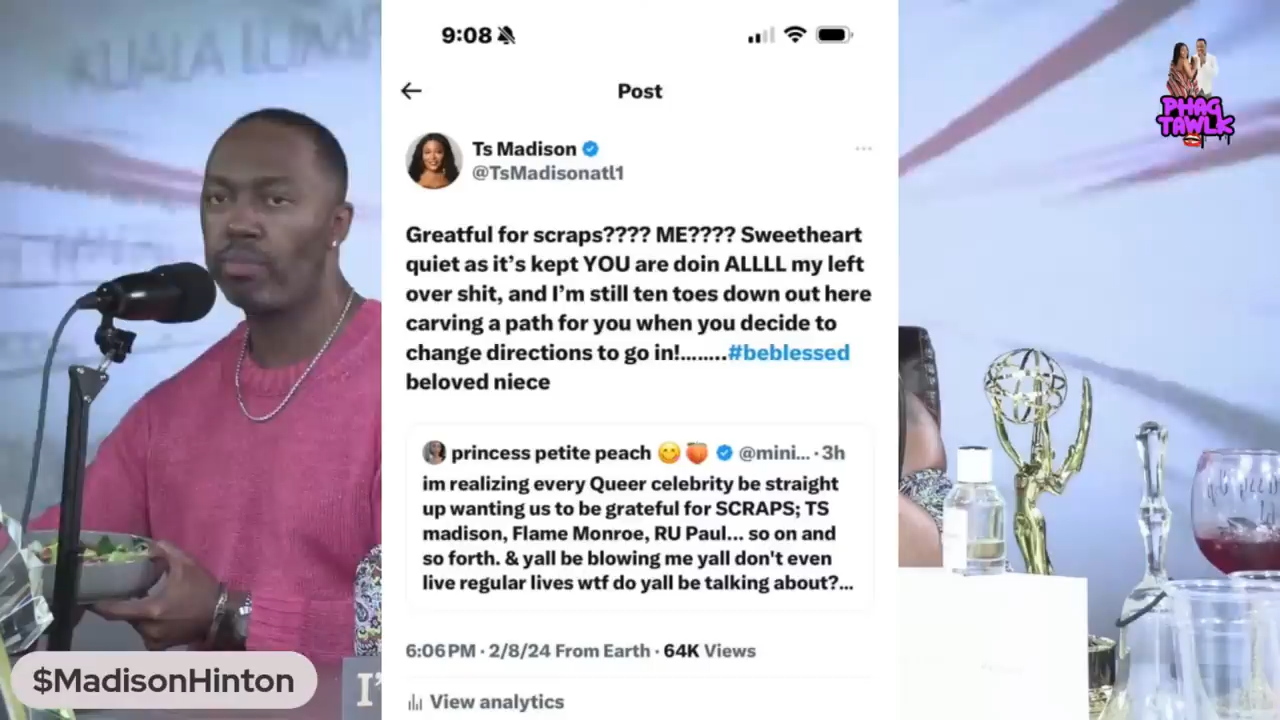 KUALA LUMP
9:08
Post
Ts Madison
@TsMadisonatl1
Greatful for scraps???? ME???? Sweetheart
quiet as it's kept YOU are doin ALLLL my left
over shit, and I'm still ten toes down out here
carving a path for you when you decide to
change directions to go in!........#beblessed
beloved niece
princess petite peach 😋 🍑 @mini... · 3h
im realizing every Queer celebrity be straight
up wanting us to be grateful for SCRAPS; TS
madison, Flame Monroe, RU Paul... so on and
so forth. & yall be blowing me yall don't even
live regular lives wtf do yall be talking about?...
6:06 PM · 2/8/24 From Earth · 64K Views
View analytics
PHAG
TAWLK
$MadisonHinton
I'